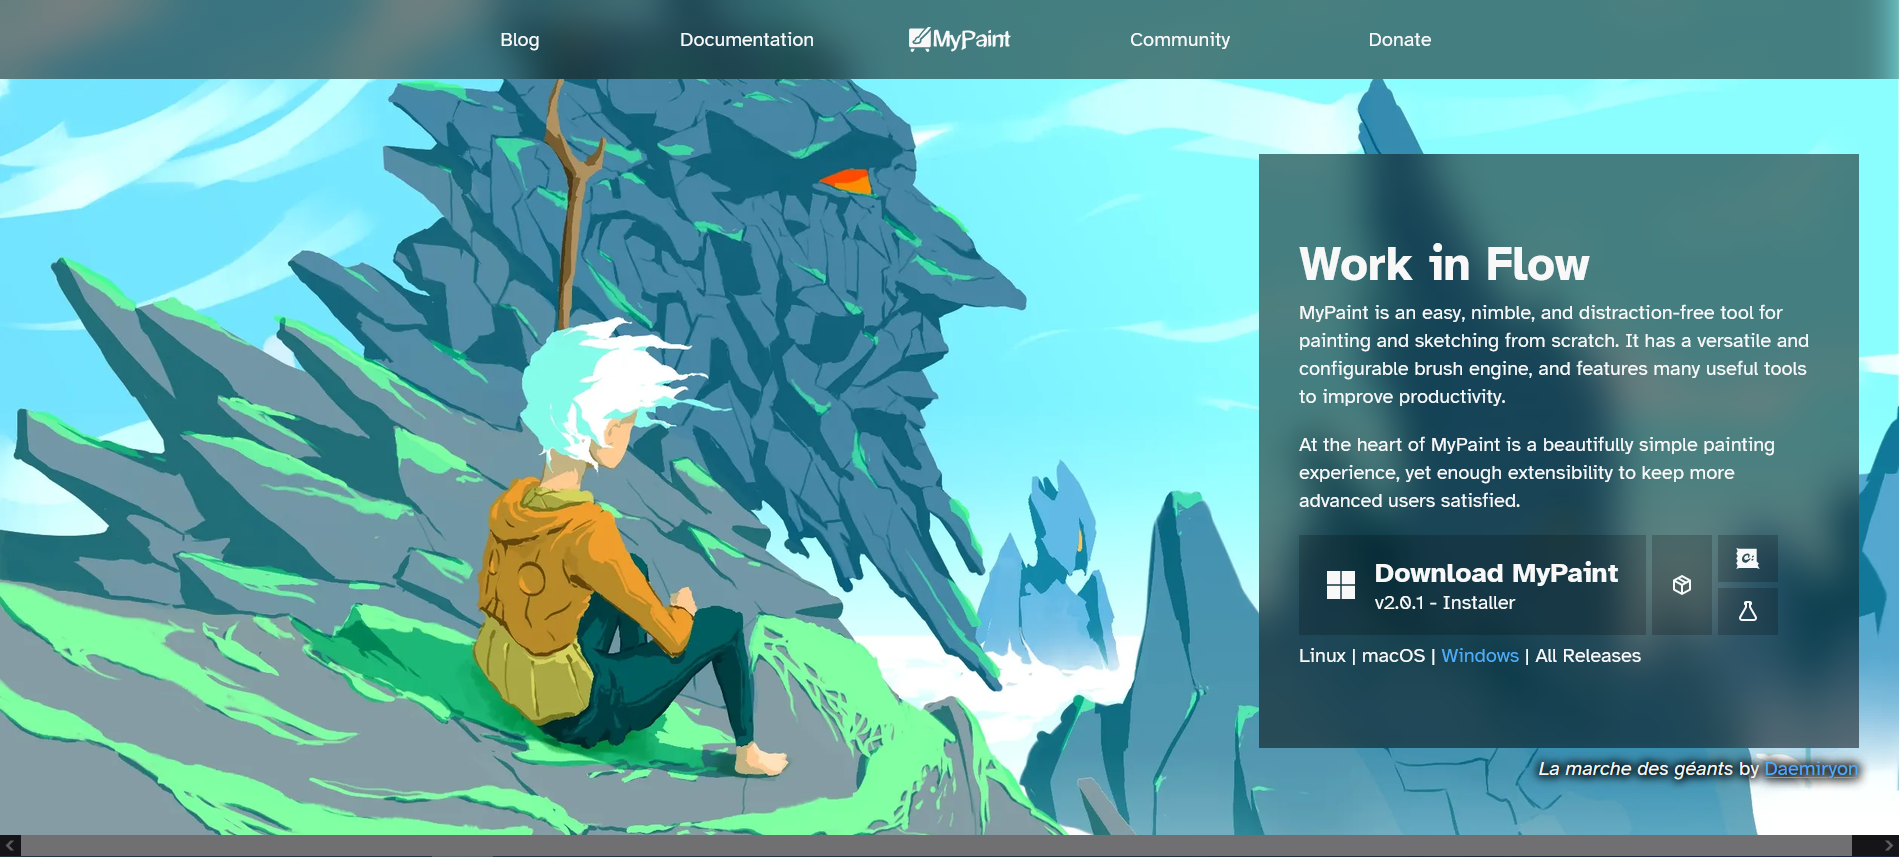 Blog Documentation MyPaint Community Donate
Work in Flow
MyPaint is an easy, nimble, and distraction-free tool for
painting and sketching from scratch. It has a versatile and
configurable brush engine, and features many useful tools
to improve productivity.
At the heart of MyPaint is a beautifully simple painting
experience, yet enough extensibility to keep more
advanced users satisfied.
Download MyPaint
v2.0.1 - Installer
Linux | macOS | Windows | All Releases
La marche des géants by Daemiryon